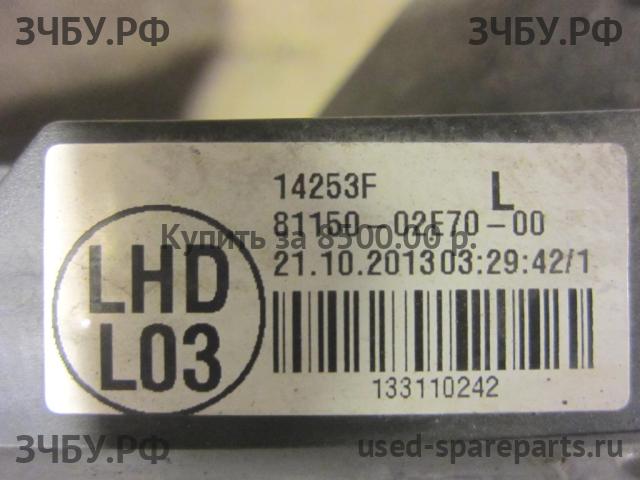 ЗЧБУ.РФ ЗЧБУ.РФ
14253F L
81150-02E70-00
Купить за 8500.00 р.
21.10.2013 03:29:42/1
LHD
L03
133110242
ЗЧБУ.РФ used-spareparts.ru